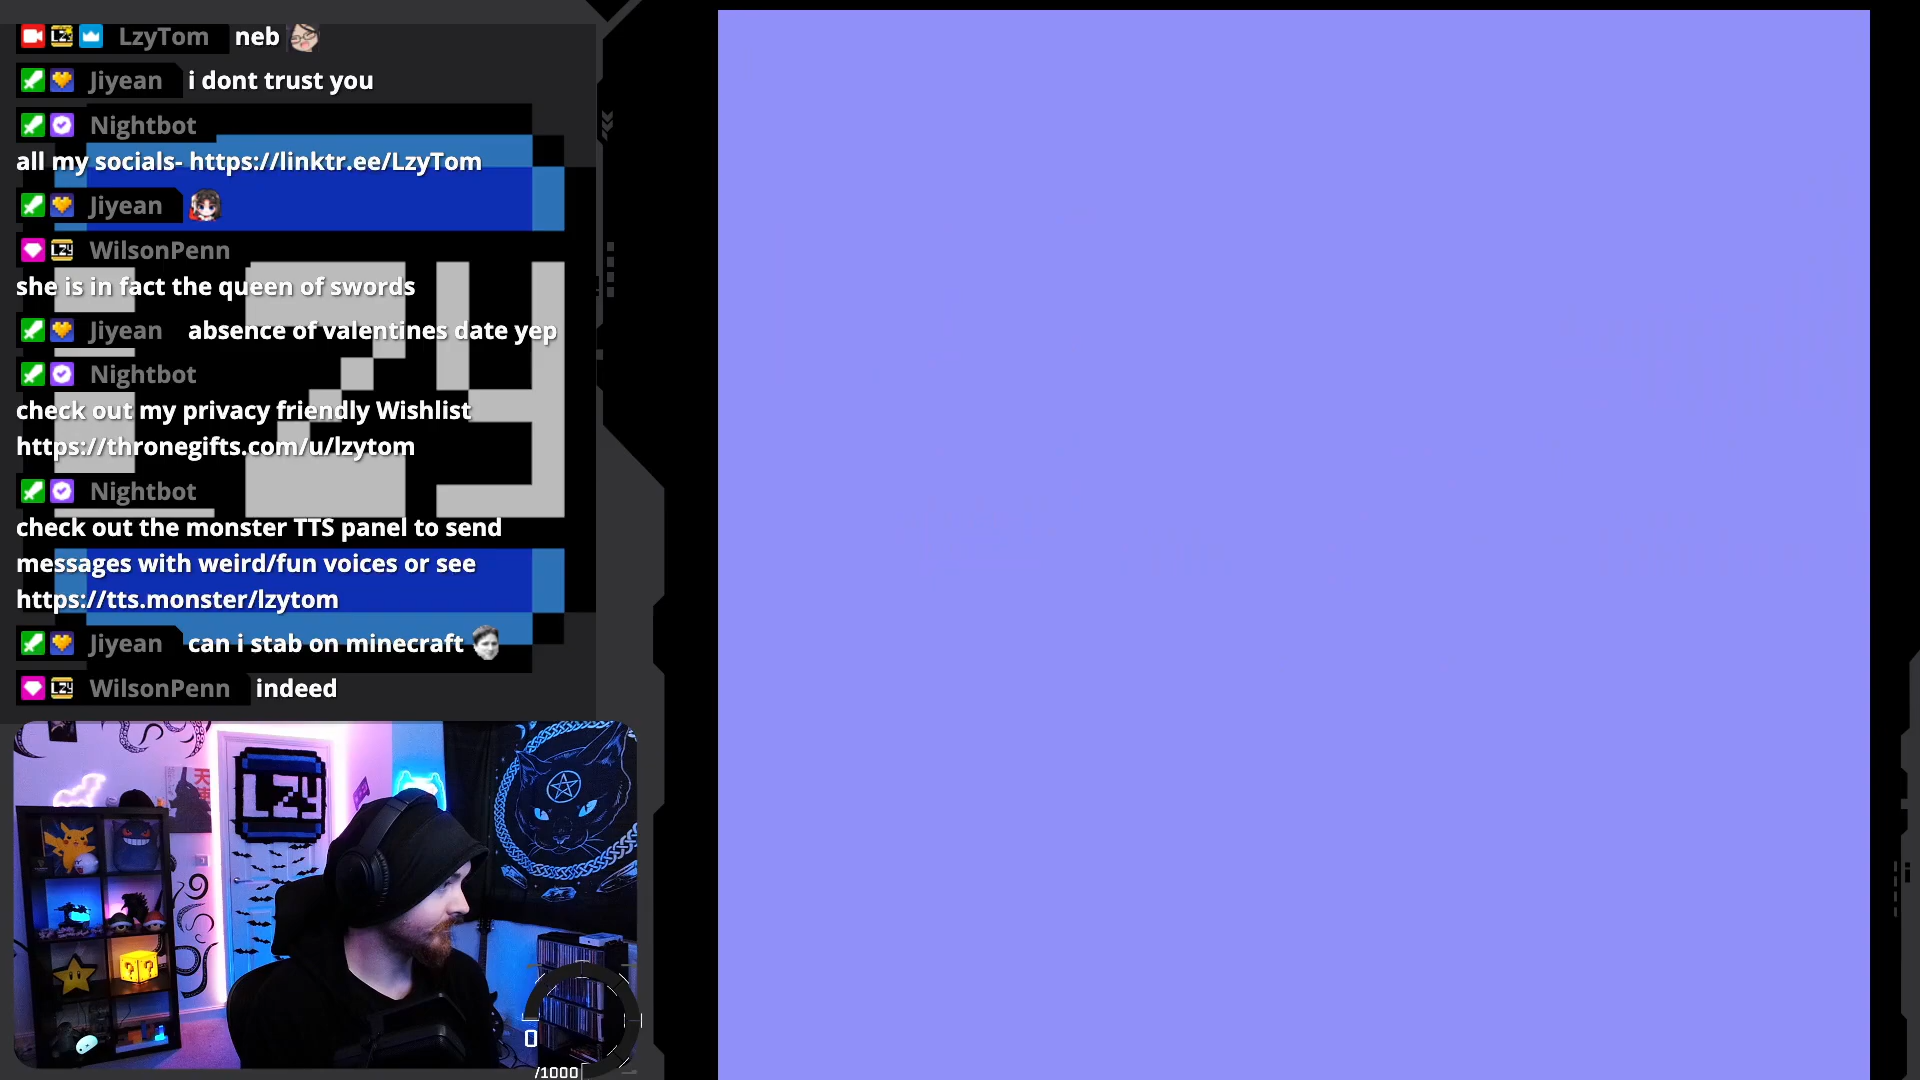 LzyTom neb
Jiyean i dont trust you
Nightbot
all my socials- https://linktr.ee/LzyTom
Jiyean
WilsonPenn
she is in fact the queen of swords
Jiyean absence of valentines date yep
Nightbot
check out my privacy friendly Wishlist
https://thronegifts.com/u/lzytom
Nightbot
check out the monster TTS panel to send
messages with weird/fun voices or see
https://tts.monster/lzytom
Jiyean can i stab on minecraft
WilsonPenn indeed
Lzy
0
/1000